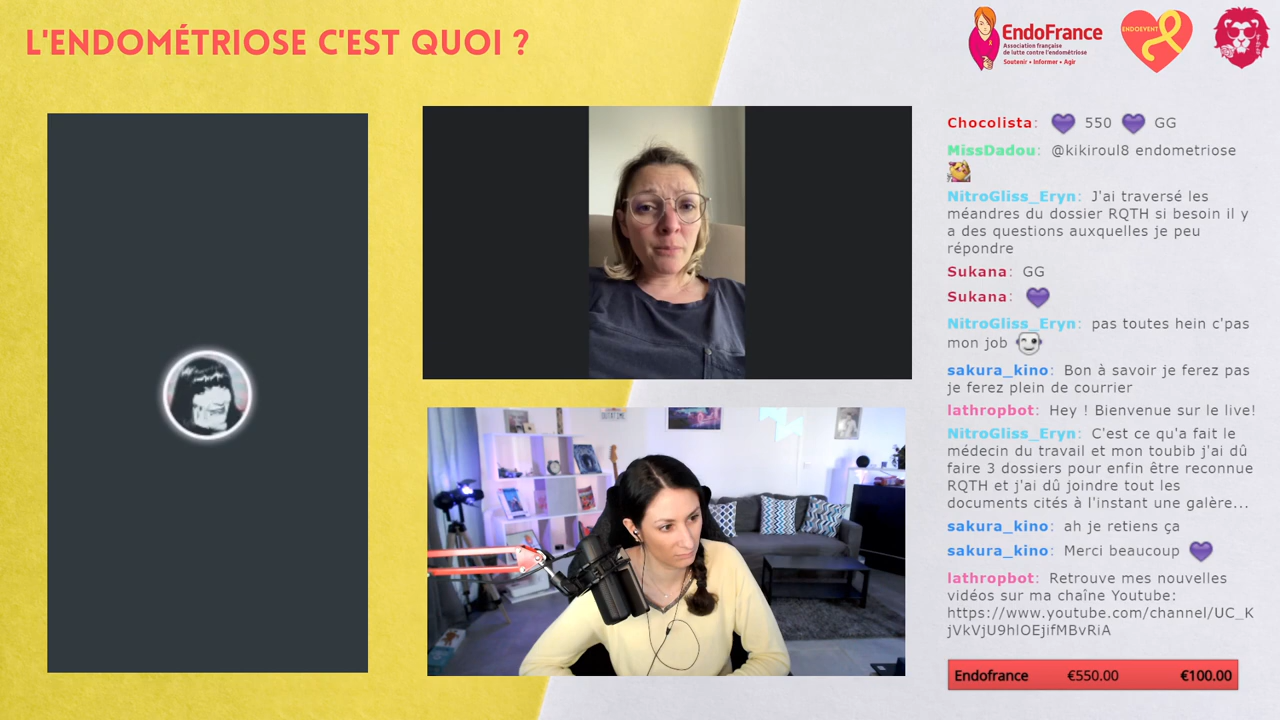 L'ENDOMÉTRIOSE C'EST QUOI ?
EndoFrance
Association française
de lutte contre l'endométriose
Soutenir • Informer • Agir
ENDOEVENT
Chocolista: 550 GG
MissDadou: @kikiroul8 endometriose
NitroGliss_Eryn: J'ai traversé les
méandres du dossier RQTH si besoin il y
a des questions auxquelles je peu
répondre
Sukana: GG
Sukana:
NitroGliss_Eryn: pas toutes hein c'pas
mon job
sakura_kino: Bon à savoir je ferez pas
je ferez plein de courrier
lathropbot: Hey ! Bienvenue sur le live!
NitroGliss_Eryn: C'est ce qu'a fait le
médecin du travail et mon toubib j'ai dû
faire 3 dossiers pour enfin être reconnue
RQTH et j'ai dû joindre tout les
documents cités à l'instant une galère...
sakura_kino: ah je retiens ça
sakura_kino: Merci beaucoup
lathropbot: Retrouve mes nouvelles
vidéos sur ma chaîne Youtube:
https://www.youtube.com/channel/UC_K
jVkVjU9hlOEjifMBvRiA
Endofrance €550.00 €100.00